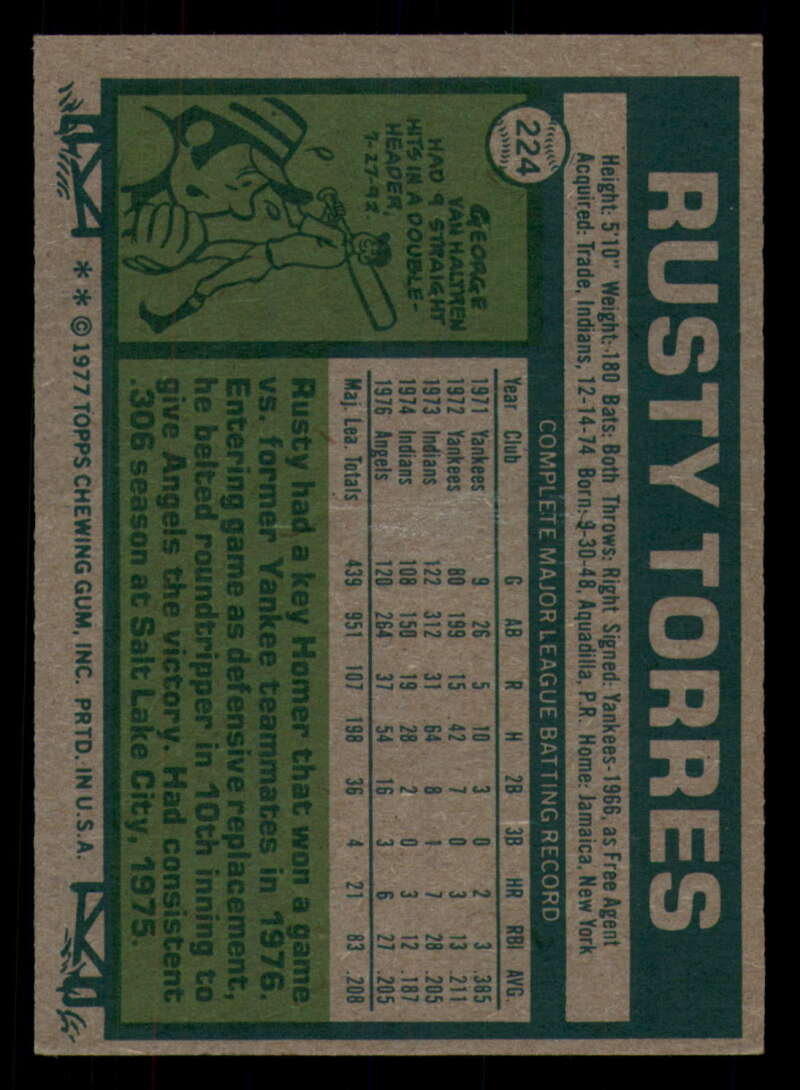 RUSTY TORRES
224
Height: 5'10" Weight: 180 Bats: Both Throws: Right Signed: Yankees-1966, as Free Agent
Acquired: Trade, Indians, 12-14-74 Born: 9-30-48, Aquadilla, P.R. Home: Jamaica, New York
COMPLETE MAJOR LEAGUE BATTING RECORD
Year Club G AB R H 2B 3B HR RBI AVG.
1971 Yankees 9 26 5 10 3 0 2 3 .385
1972 Yankees 80 199 15 42 7 0 3 13 .211
1973 Indians 122 312 31 64 8 1 7 28 .205
1974 Indians 108 150 19 28 2 0 3 12 .187
1976 Angels 120 264 37 54 16 3 6 27 .205
Maj. Lea. Totals 439 951 107 198 36 4 21 83 .208
GEORGE
VAN HALTREN
HAD 9 STRAIGHT
HITS IN A DOUBLE-
HEADER,
7-27-92
Rusty had a key Homer that won a game
vs. former Yankee teammates in 1976.
Entering game as defensive replacement,
he belted roundtripper in 10th inning to
give Angels the victory. Had consistent
.306 season at Salt Lake City, 1975.
* * © 1977 TOPPS CHEWING GUM, INC. PRTD. IN U.S.A.